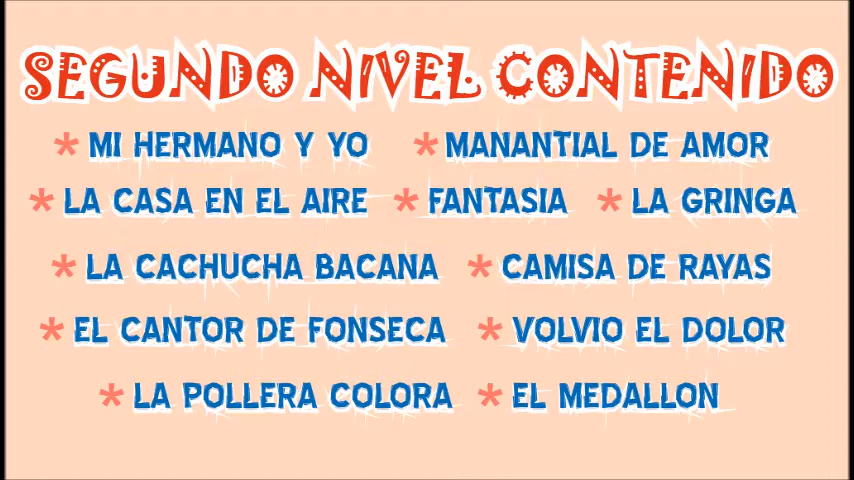 SEGUNDO NIVEL CONTENIDO
* MI HERMANO Y YO * MANANTIAL DE AMOR
* LA CASA EN EL AIRE * FANTASIA * LA GRINGA
* LA CACHUCHA BACANA * CAMISA DE RAYAS
* EL CANTOR DE FONSECA * VOLVIO EL DOLOR
* LA POLLERA COLORA * EL MEDALLON